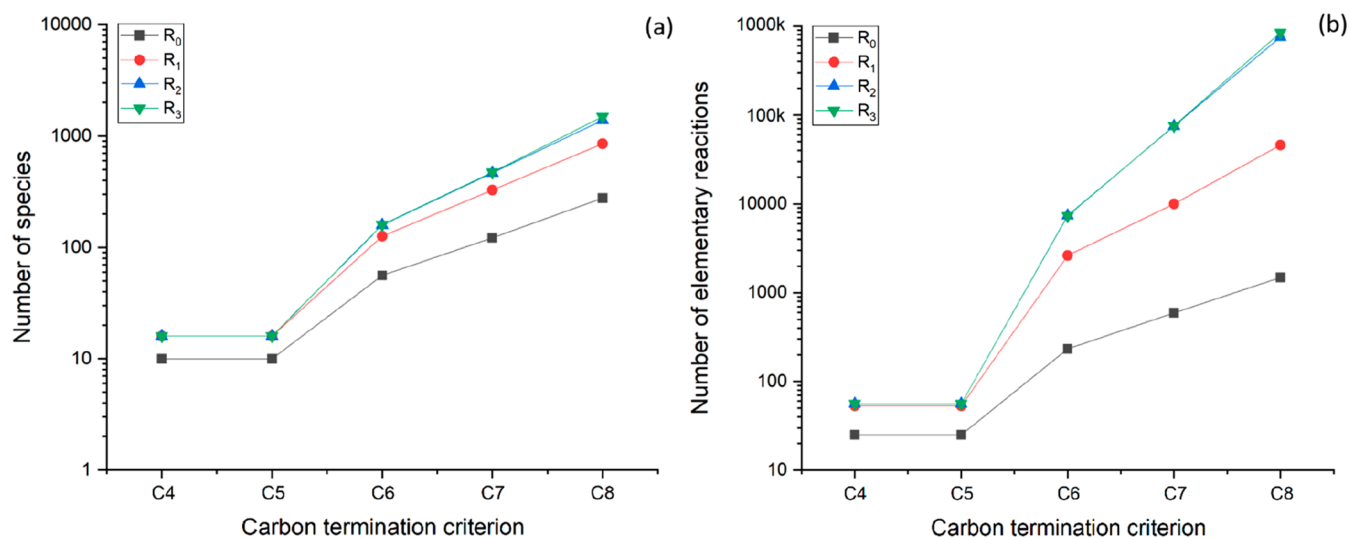 (a)
R0
R1
R2
R3
10000
1000
100
10
1
Number of species
C4 C5 C6 C7 C8
Carbon termination criterion
(b)
R0
R1
R2
R3
1000k
100k
10000
1000
100
10
Number of elementary reacitions
C4 C5 C6 C7 C8
Carbon termination criterion